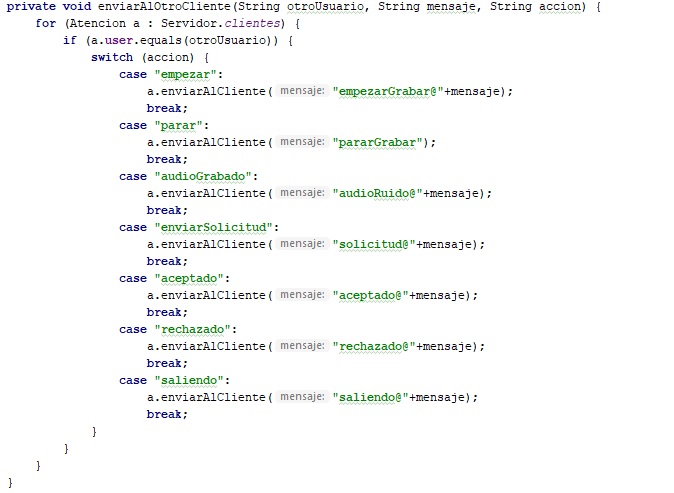 private void enviarAlOtroCliente(String otroUsuario, String mensaje, String accion) {
for (Atencion a : Servidor.clientes) {
if (a.user.equals(otroUsuario)) {
switch (accion) {
case "empezar":
a.enviarAlCliente( mensaje: "empezarGrabar@"+mensaje);
break;
case "parar":
a.enviarAlCliente( mensaje: "pararGrabar");
break;
case "audioGrabado":
a.enviarAlCliente( mensaje: "audioRuido@"+mensaje);
break;
case "enviarSolicitud":
a.enviarAlCliente( mensaje: "solicitud@"+mensaje);
break;
case "aceptado":
a.enviarAlCliente( mensaje: "aceptado@"+mensaje);
break;
case "rechazado":
a.enviarAlCliente( mensaje: "rechazado@"+mensaje);
break;
case "saliendo":
a.enviarAlCliente( mensaje: "saliendo@"+mensaje);
break;
}
}
}
}